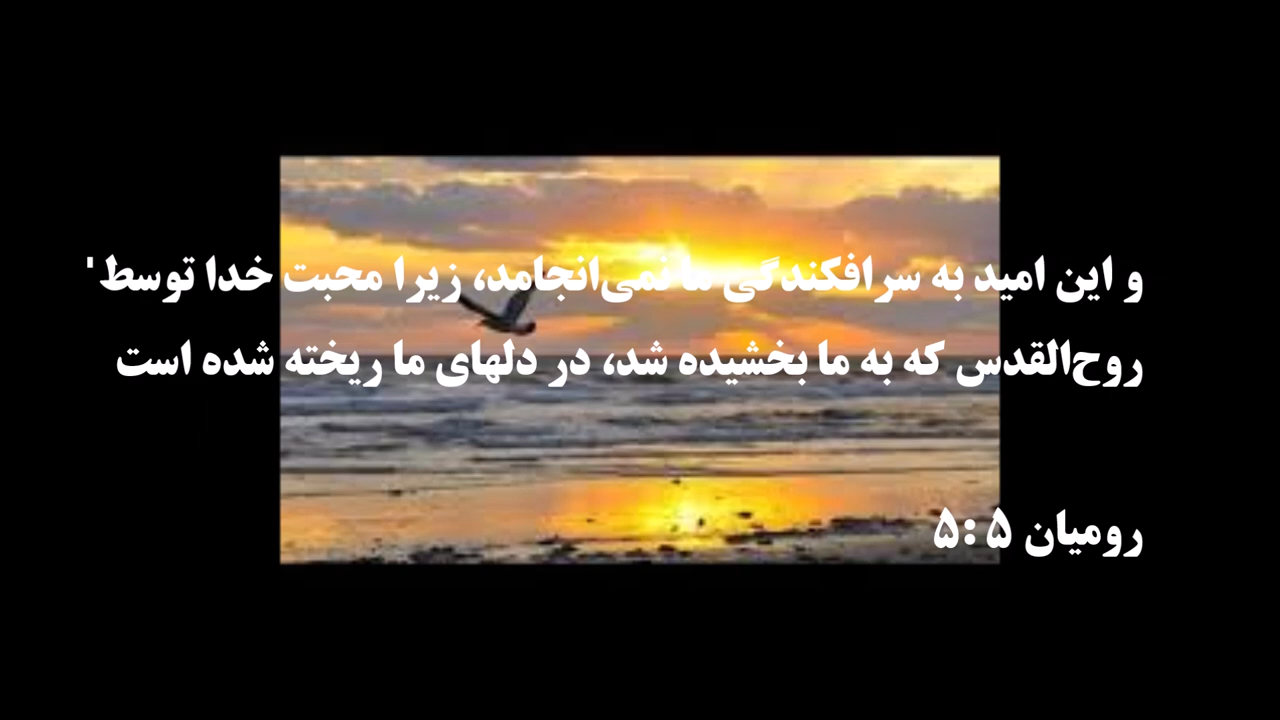 و این امید به سرافکندگی ما نمی‌انجامد، زیرا محبت خدا توسط'
روح‌القدس که به ما بخشیده شد، در دلهای ما ریخته شده است
رومیان ۵:۵